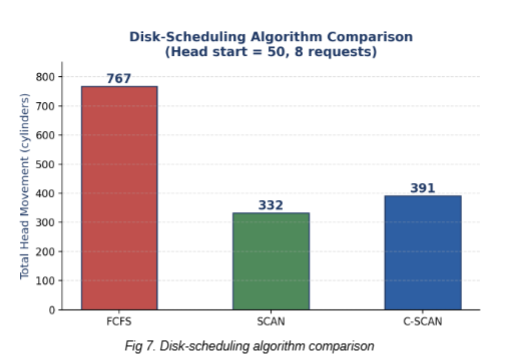 Disk-Scheduling Algorithm Comparison
(Head start = 50, 8 requests)
Total Head Movement (cylinders)
800
700
600
500
400
300
200
100
0
767
332
391
FCFS
SCAN
C-SCAN
Fig 7. Disk-scheduling algorithm comparison